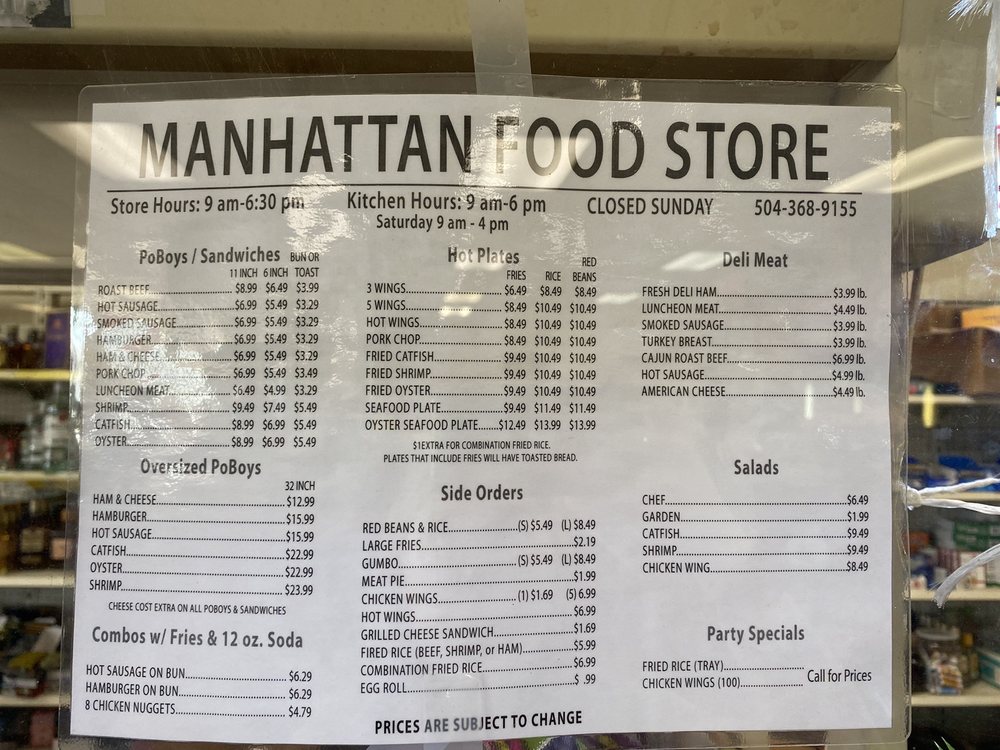 MANHATTAN FOOD STORE
Store Hours: 9 am-6:30 pm Kitchen Hours: 9 am-6 pm CLOSED SUNDAY 504-368-9155
Saturday 9 am - 4 pm
PoBoys / Sandwiches BUN OR
11 INCH 6 INCH TOAST
ROAST BEEF $8.99 $6.49 $3.99
HOT SAUSAGE $6.99 $5.49 $3.29
SMOKED SAUSAGE $6.99 $5.49 $3.29
HAMBURGER $6.99 $5.49 $3.29
HAM & CHEESE $6.99 $5.49 $3.29
PORK CHOP $6.99 $5.49 $3.49
LUNCHEON MEAT $6.49 $4.99 $3.29
SHRIMP $9.49 $7.49 $5.49
CATFISH $8.99 $6.99 $5.49
OYSTER $8.99 $6.99 $5.49
Oversized PoBoys
32 INCH
HAM & CHEESE $12.99
HAMBURGER $15.99
HOT SAUSAGE $15.99
CATFISH $22.99
OYSTER $22.99
SHRIMP $23.99
CHEESE COST EXTRA ON ALL POBOYS & SANDWICHES
Combos w/ Fries & 12 oz. Soda
HOT SAUSAGE ON BUN $6.29
HAMBURGER ON BUN $6.29
8 CHICKEN NUGGETS $4.79
Hot Plates
RED
FRIES RICE BEANS
3 WINGS $6.49 $8.49 $8.49
5 WINGS $8.49 $10.49 $10.49
HOT WINGS $8.49 $10.49 $10.49
PORK CHOP $8.49 $10.49 $10.49
FRIED CATFISH $9.49 $10.49 $10.49
FRIED SHRIMP $9.49 $10.49 $10.49
FRIED OYSTER $9.49 $10.49 $10.49
SEAFOOD PLATE $9.49 $11.49 $11.49
OYSTER SEAFOOD PLATE $12.49 $13.99 $13.99
$1EXTRA FOR COMBINATION FRIED RICE.
PLATES THAT INCLUDE FRIES WILL HAVE TOASTED BREAD.
Side Orders
RED BEANS & RICE (S) $5.49 (L) $8.49
LARGE FRIES $2.19
GUMBO (S) $5.49 (L) $8.49
MEAT PIE $1.99
CHICKEN WINGS (1) $1.69 (5) 6.99
HOT WINGS $6.99
GRILLED CHEESE SANDWICH $1.69
FIRED RICE (BEEF, SHRIMP, or HAM) $5.99
COMBINATION FRIED RICE $6.99
EGG ROLL $ .99
Deli Meat
FRESH DELI HAM $3.99 lb.
LUNCHEON MEAT $4.49 lb.
SMOKED SAUSAGE $3.99 lb.
TURKEY BREAST $3.99 lb.
CAJUN ROAST BEEF $6.99 lb.
HOT SAUSAGE $4.99 lb.
AMERICAN CHEESE $4.49 lb.
Salads
CHEF $6.49
GARDEN $1.99
CATFISH $9.49
SHRIMP $9.49
CHICKEN WING $8.49
Party Specials
FRIED RICE (TRAY)
CHICKEN WINGS (100) Call for Prices
PRICES ARE SUBJECT TO CHANGE